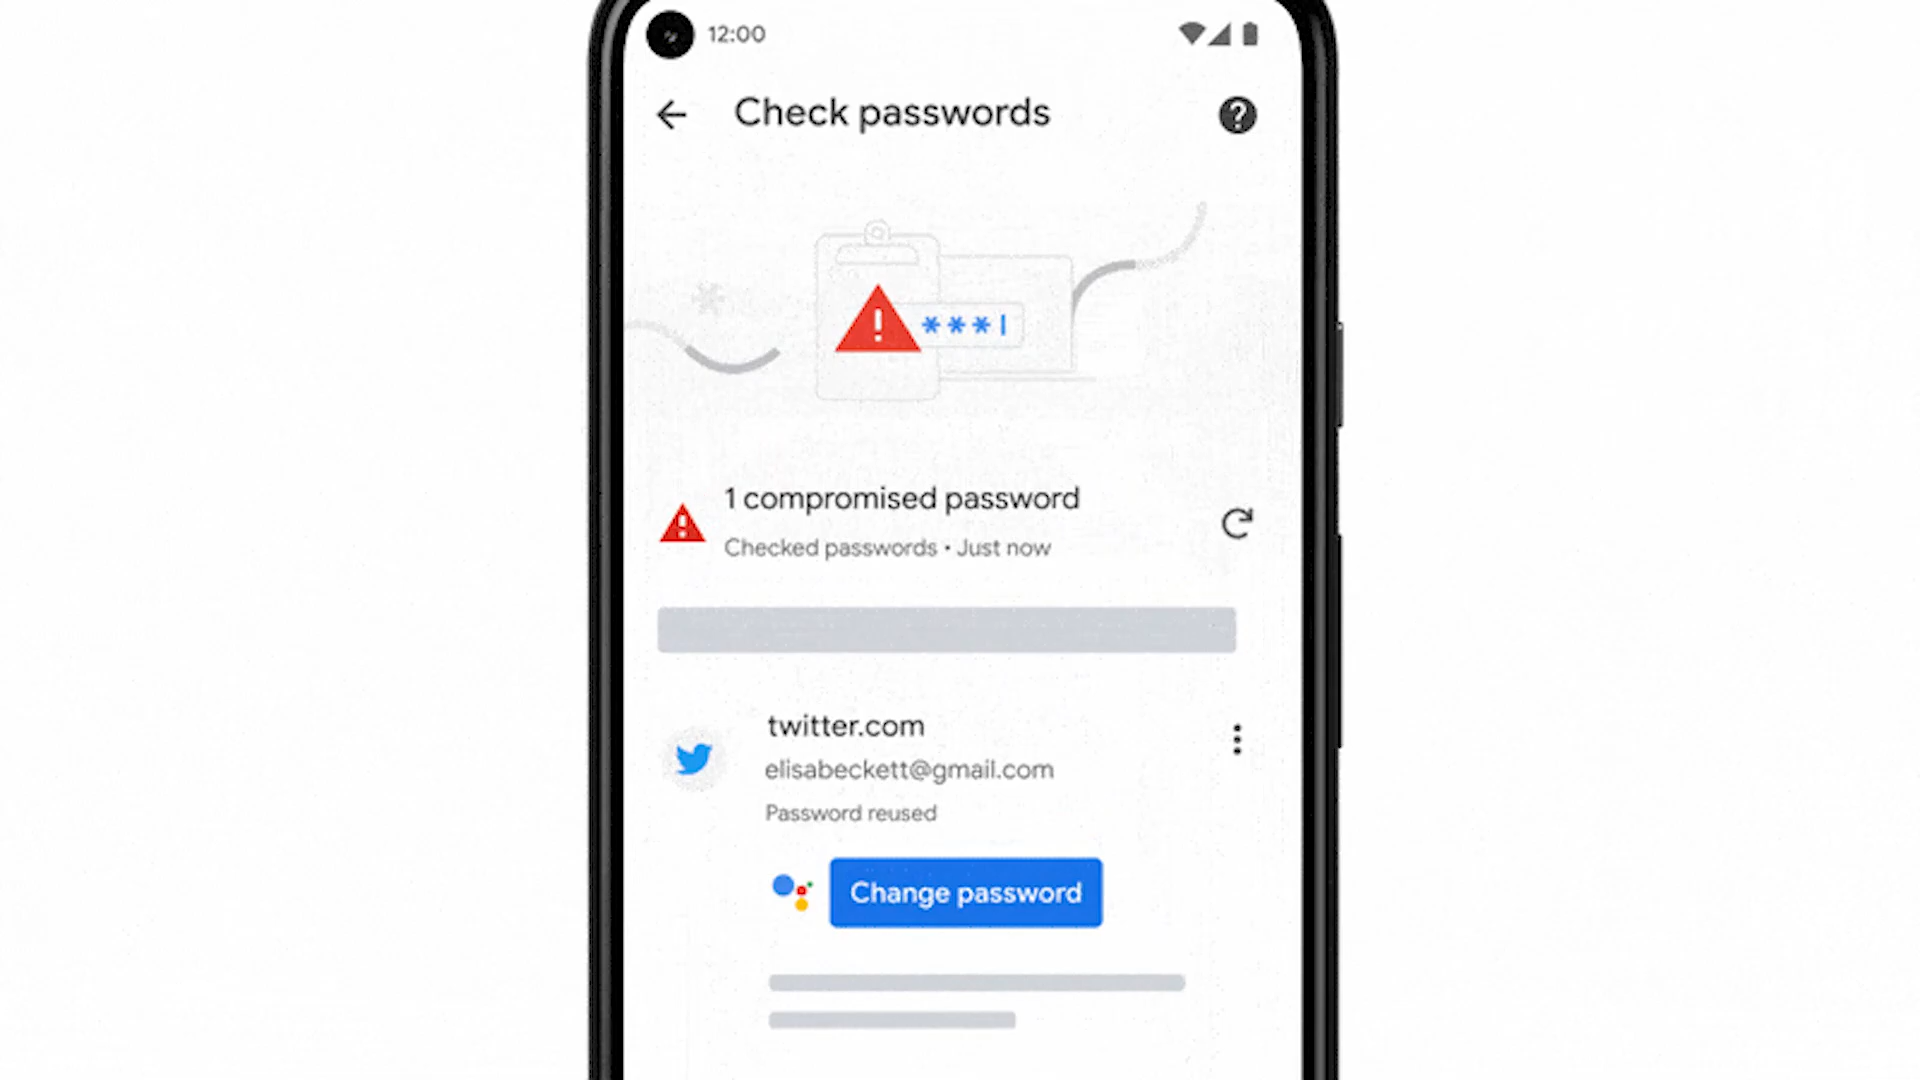 12:00
Check passwords
***|
1 compromised password
Checked passwords • Just now
twitter.com
elisabeckett@gmail.com
Password reused
Change password